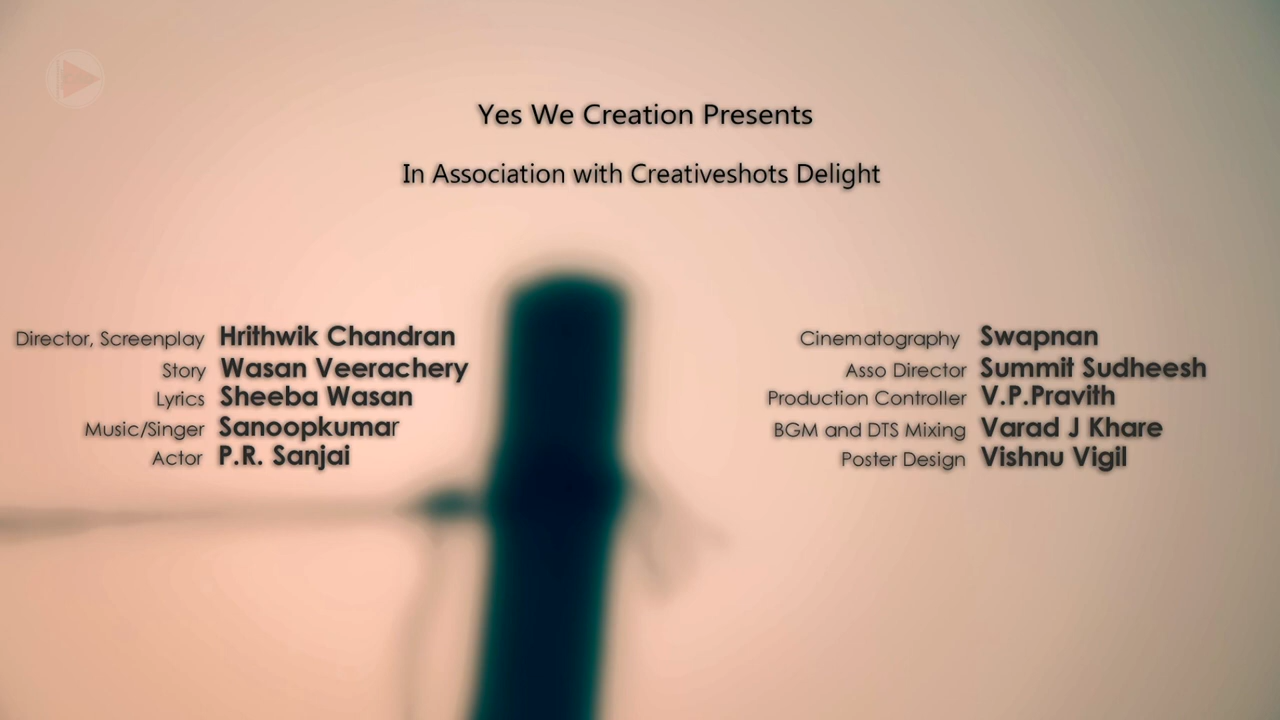 Yes We Creation Presents
In Association with Creativeshots Delight
Director, Screenplay Hrithwik Chandran
Story Wasan Veerachery
Lyrics Sheeba Wasan
Music/Singer Sanoopkumar
Actor P.R. Sanjai
Cinematography Swapnan
Asso Director Summit Sudheesh
Production Controller V.P.Pravith
BGM and DTS Mixing Varad J Khare
Poster Design Vishnu Vigil